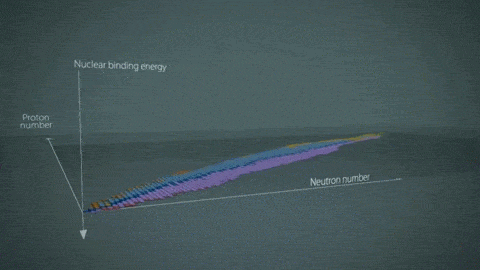 Nuclear binding energy
Proton
number
Neutron number